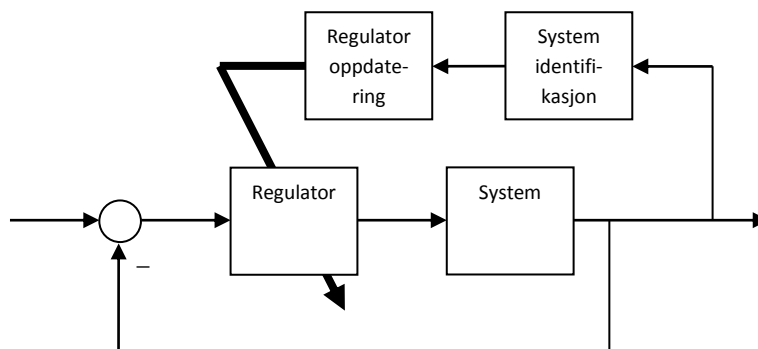 Regulator
oppdate-
ring
System
identifi-
kasjon
Regulator
System
–